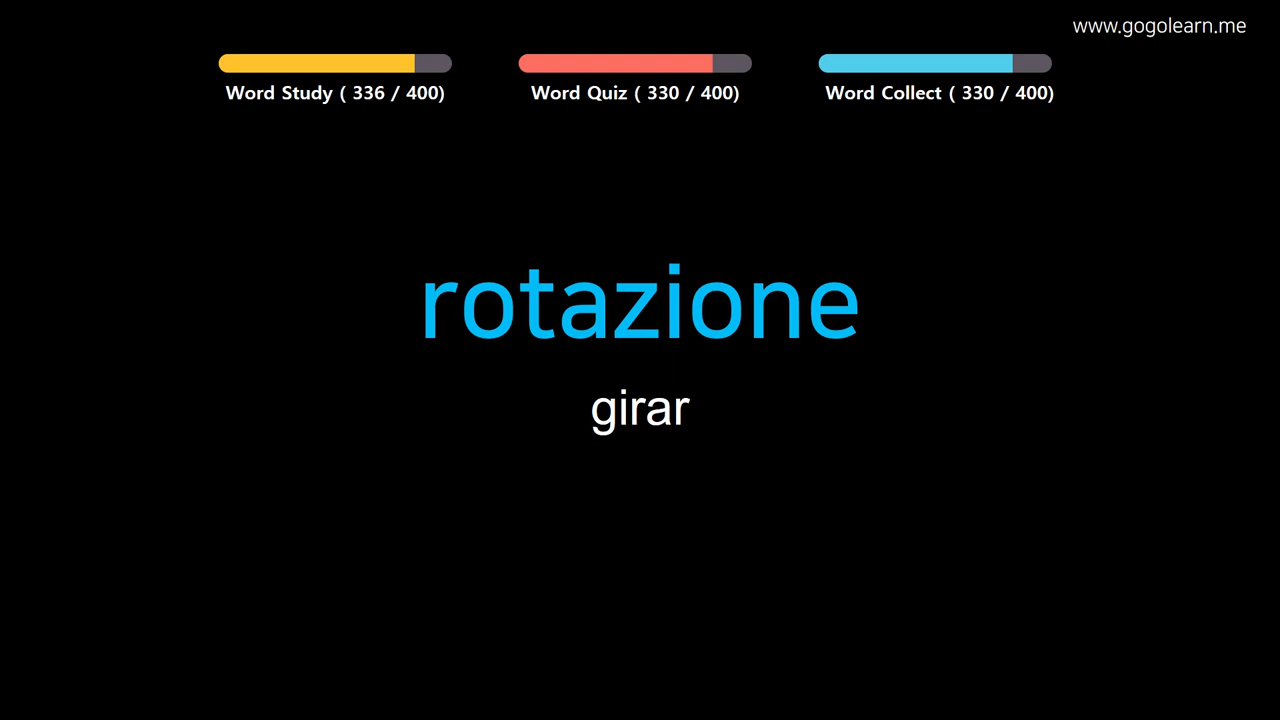 www.gogolearn.me
Word Study ( 336 / 400)
Word Quiz ( 330 / 400)
Word Collect ( 330 / 400)
rotazione
girar